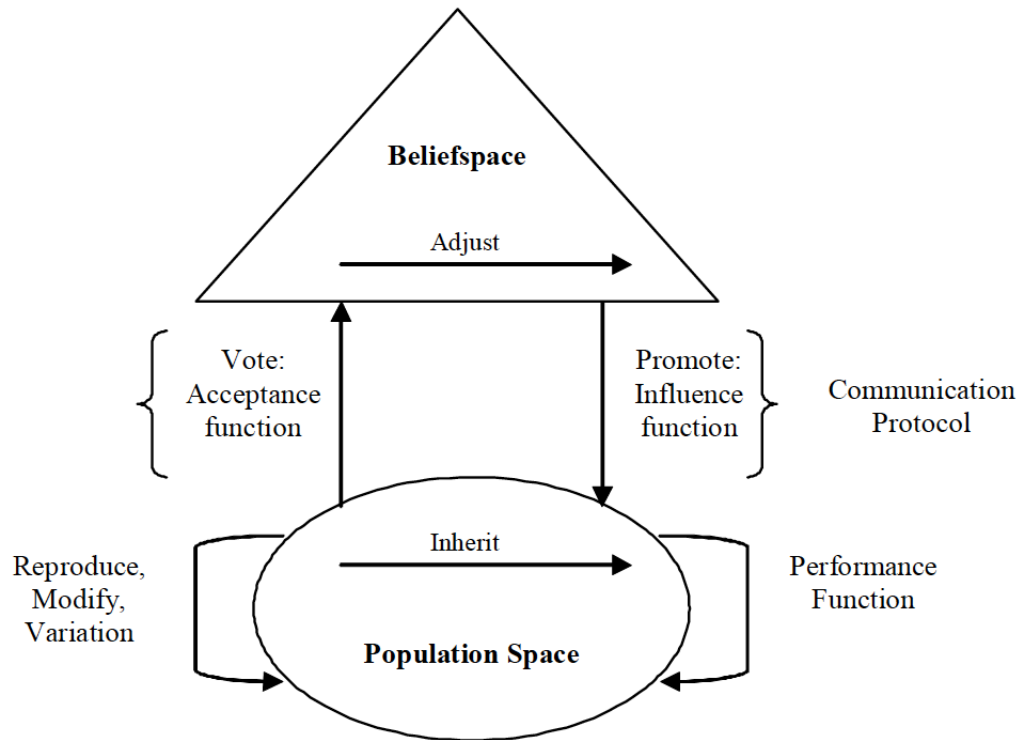 Beliefspace
Adjust
Vote:
Acceptance
function
Promote:
Influence
function
Communication
Protocol
Inherit
Reproduce,
Modify,
Variation
Performance
Function
Population Space